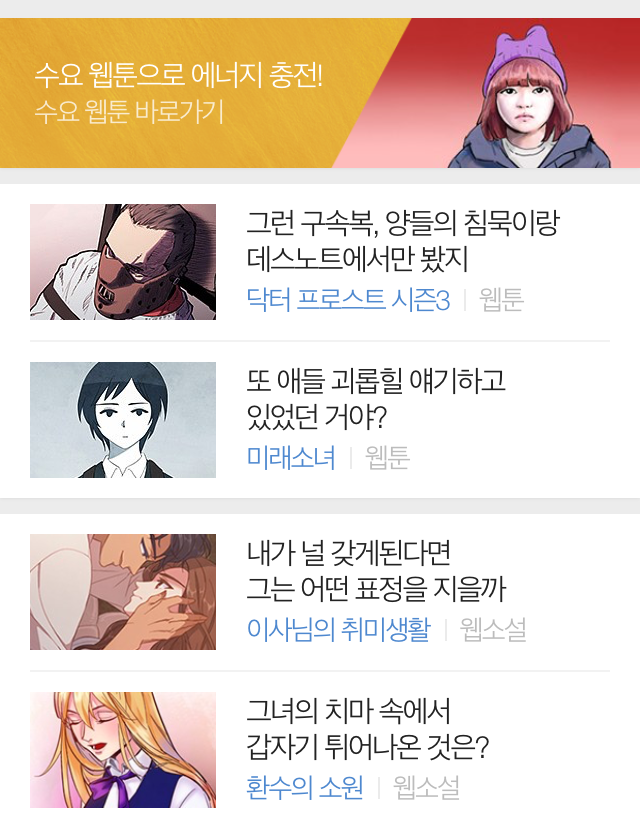 수요 웹툰으로 에너지 충전!
수요 웹툰 바로가기
그런 구속복, 양들의 침묵이랑
데스노트에서만 봤지
닥터 프로스트 시즌3 | 웹툰
또 애들 괴롭힐 얘기하고
있었던 거야?
미래소녀 | 웹툰
내가 널 갖게된다면
그는 어떤 표정을 지을까
이사님의 취미생활 | 웹소설
그녀의 치마 속에서
갑자기 튀어나온 것은?
환수의 소원 | 웹소설